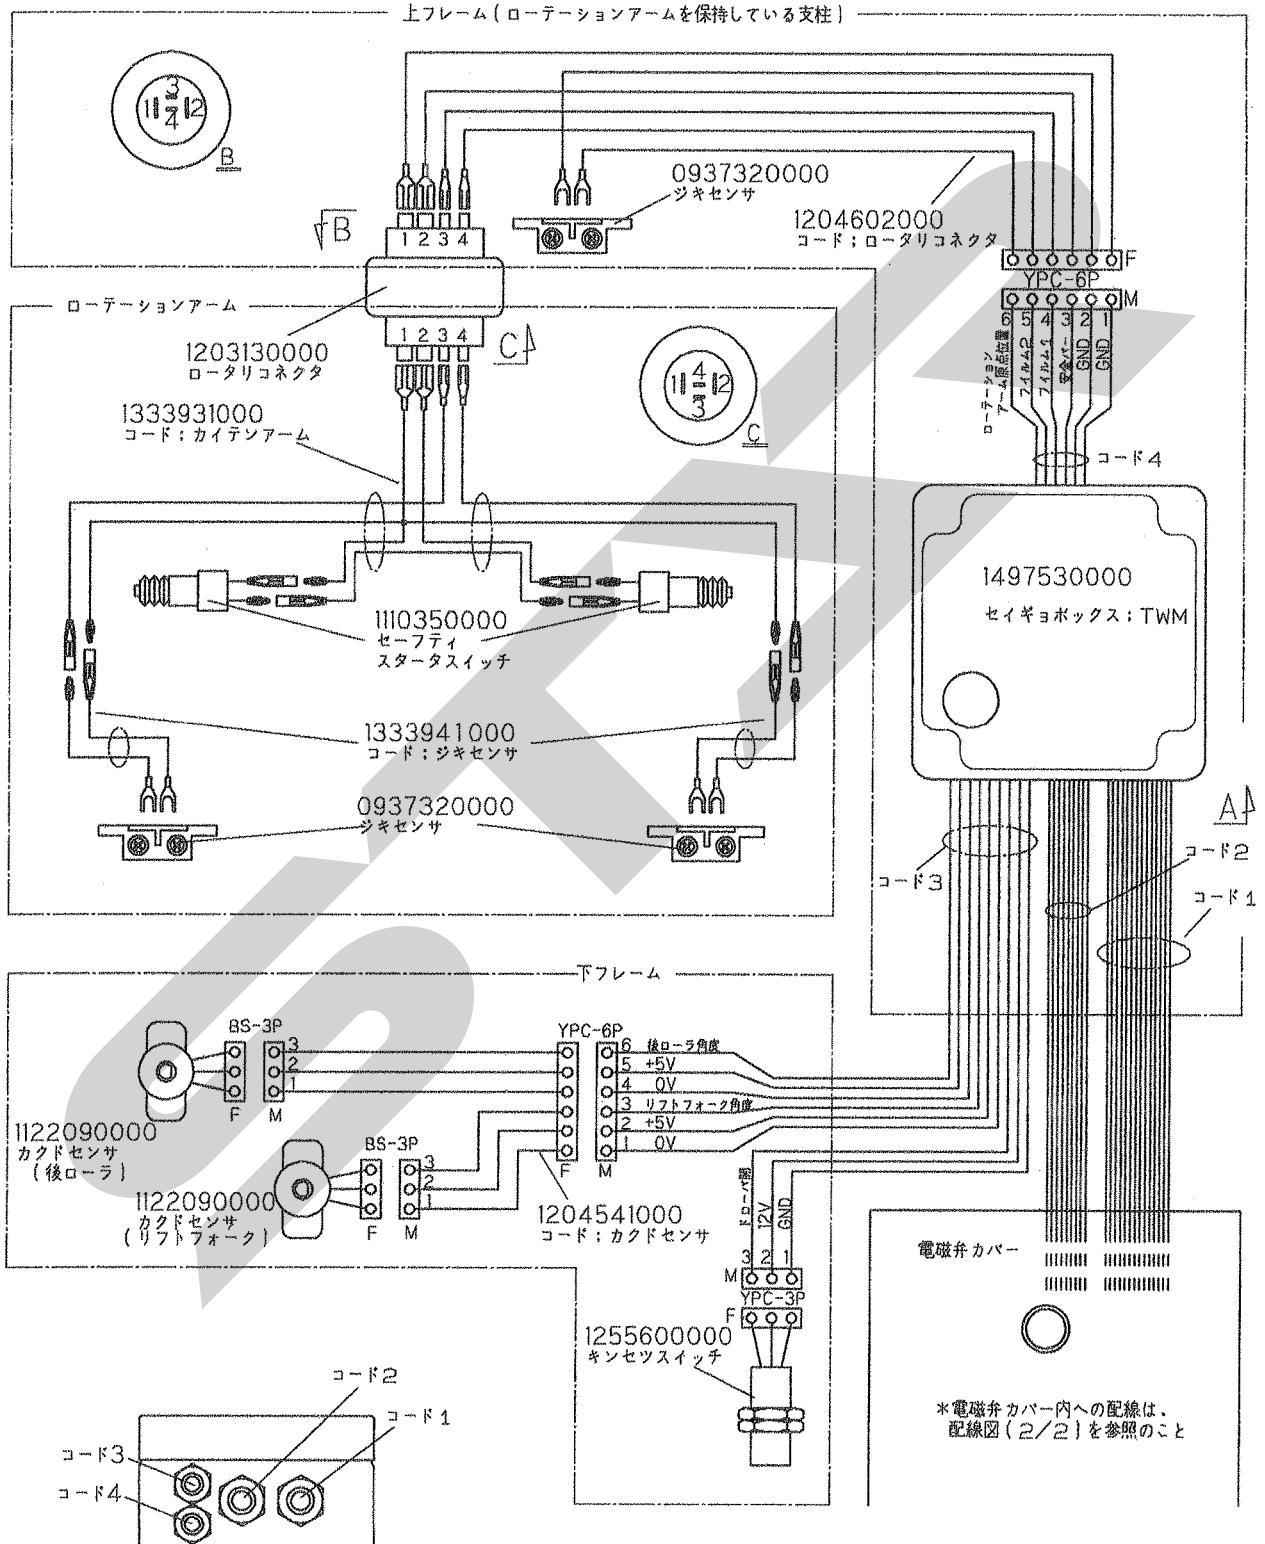 上フレーム(ローテーションアームを保持している支柱)
3
1 2
4
B
0937320000
ジキセンサ
1204602000
コード;ロータリコネクタ
B
1 2 3 4
F
YPC-6P
M
6 5 4 3 2 1
ローテーション
アーム原点位置
フィルム2
フィルム1
安全バー
GND
GND
ローテーションアーム
1 2 3 4
C
1203130000
ロータリコネクタ
4
1 2
3
C
1333931000
コード;カイテンアーム
コード4
1497530000
セイギョボックス;TWM
1110350000
セーフティ
スタータスイッチ
1333941000
コード;ジキセンサ
0937320000
ジキセンサ
A
コード3
コード2
コード1
下フレーム
BS-3P
3
2
1
F M
YPC-6P
6 後ローラ角度
5 +5V
4 0V
3 リフトフォーク角度
2 +5V
1 0V
F M
1122090000
カクドセンサ
(後ローラ)
BS-3P
3
2
1
F M
1122090000
カクドセンサ
(リフトフォーク)
1204541000
コード;カクドセンサ
ドローバ開
12V
GND
3 2 1
M
YPC-3P
F
1255600000
キンセツスイッチ
電磁弁カバー
*電磁弁カバー内への配線は、
配線図(2/2)を参照のこと
コード2
コード1
コード3
コード4
STXR